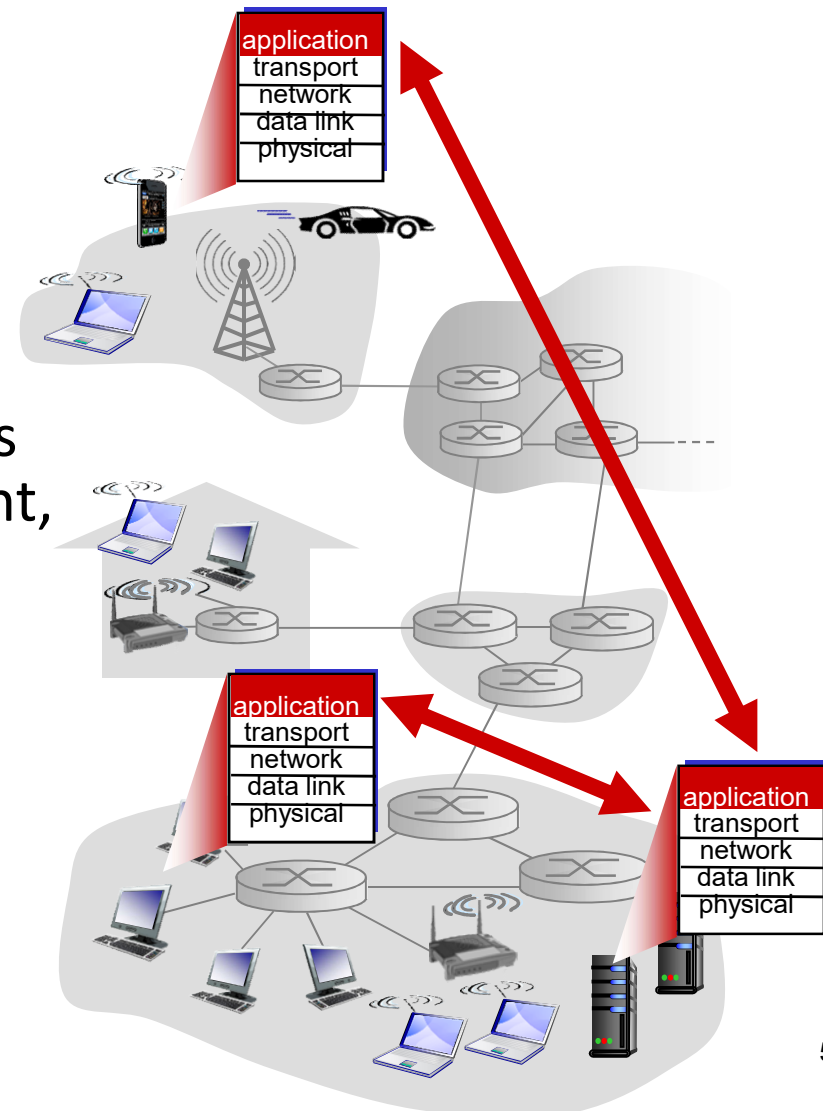 application
transport
network
data link
physical
s
nt,
application
transport
network
data link
physical
application
transport
network
data link
physical
5